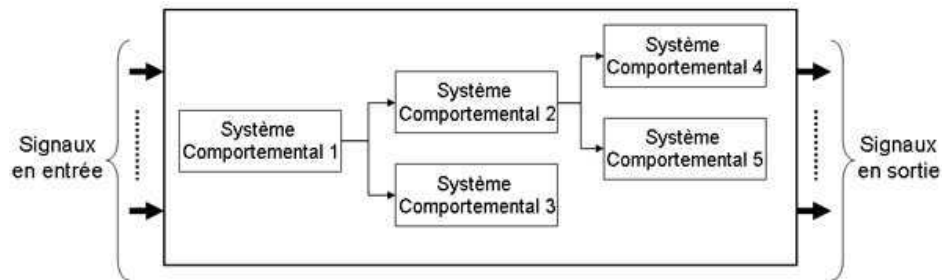 Signaux
en entrée
Système
Comportemental 1
Système
Comportemental 2
Système
Comportemental 3
Système
Comportemental 4
Système
Comportemental 5
Signaux
en sortie